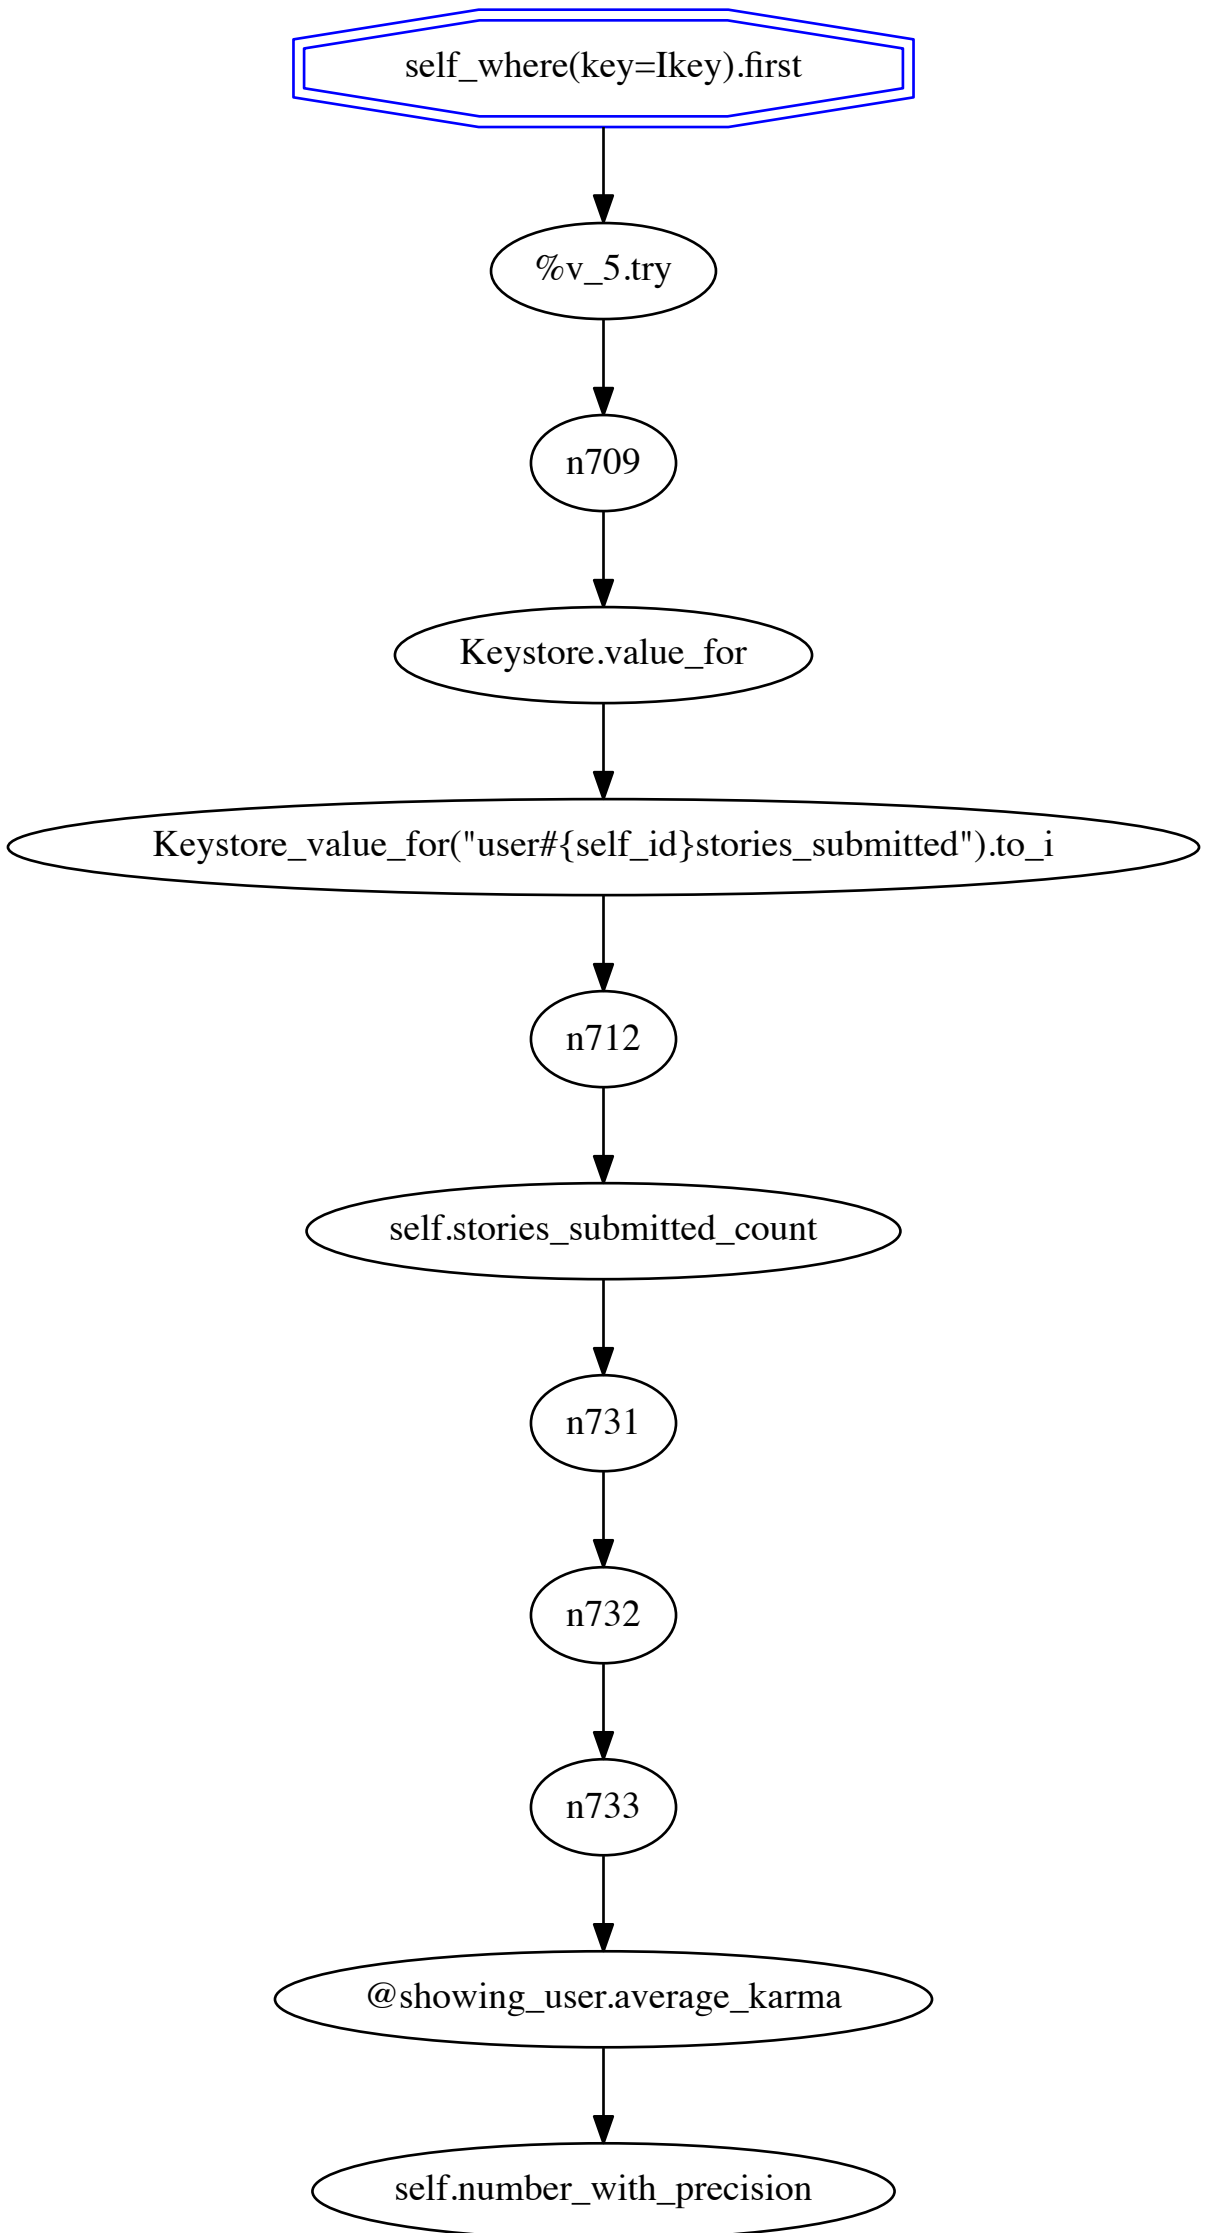 self_where(key=Ikey).first
%v_5.try
n709
Keystore.value_for
Keystore_value_for("user#{self_id}stories_submitted").to_i
n712
self.stories_submitted_count
n731
n732
n733
@showing_user.average_karma
self.number_with_precision